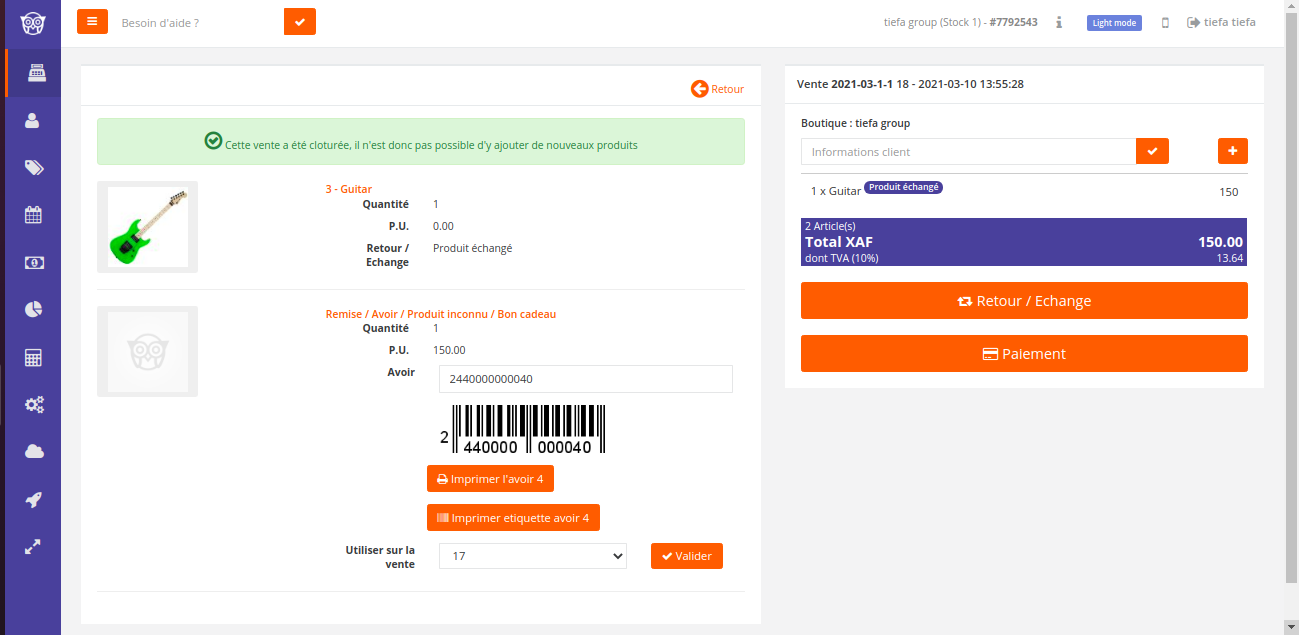 Besoin d'aide ?
tiefa group (Stock 1) - #7792543
Light mode
tiefa tiefa
Retour
Cette vente a été cloturée, il n'est donc pas possible d'y ajouter de nouveaux produits
3 - Guitar
Quantité 1
P.U. 0.00
Retour / Echange Produit échangé
Remise / Avoir / Produit inconnu / Bon cadeau
Quantité 1
P.U. 150.00
Avoir 2440000000040
2 440000 000040
Imprimer l'avoir 4
Imprimer etiquette avoir 4
Utiliser sur la vente 17 Valider
Vente 2021-03-1-1 18 - 2021-03-10 13:55:28
Boutique : tiefa group
Informations client
1 x Guitar Produit échangé 150
2 Article(s)
Total XAF 150.00
dont TVA (10%) 13.64
Retour / Echange
Paiement